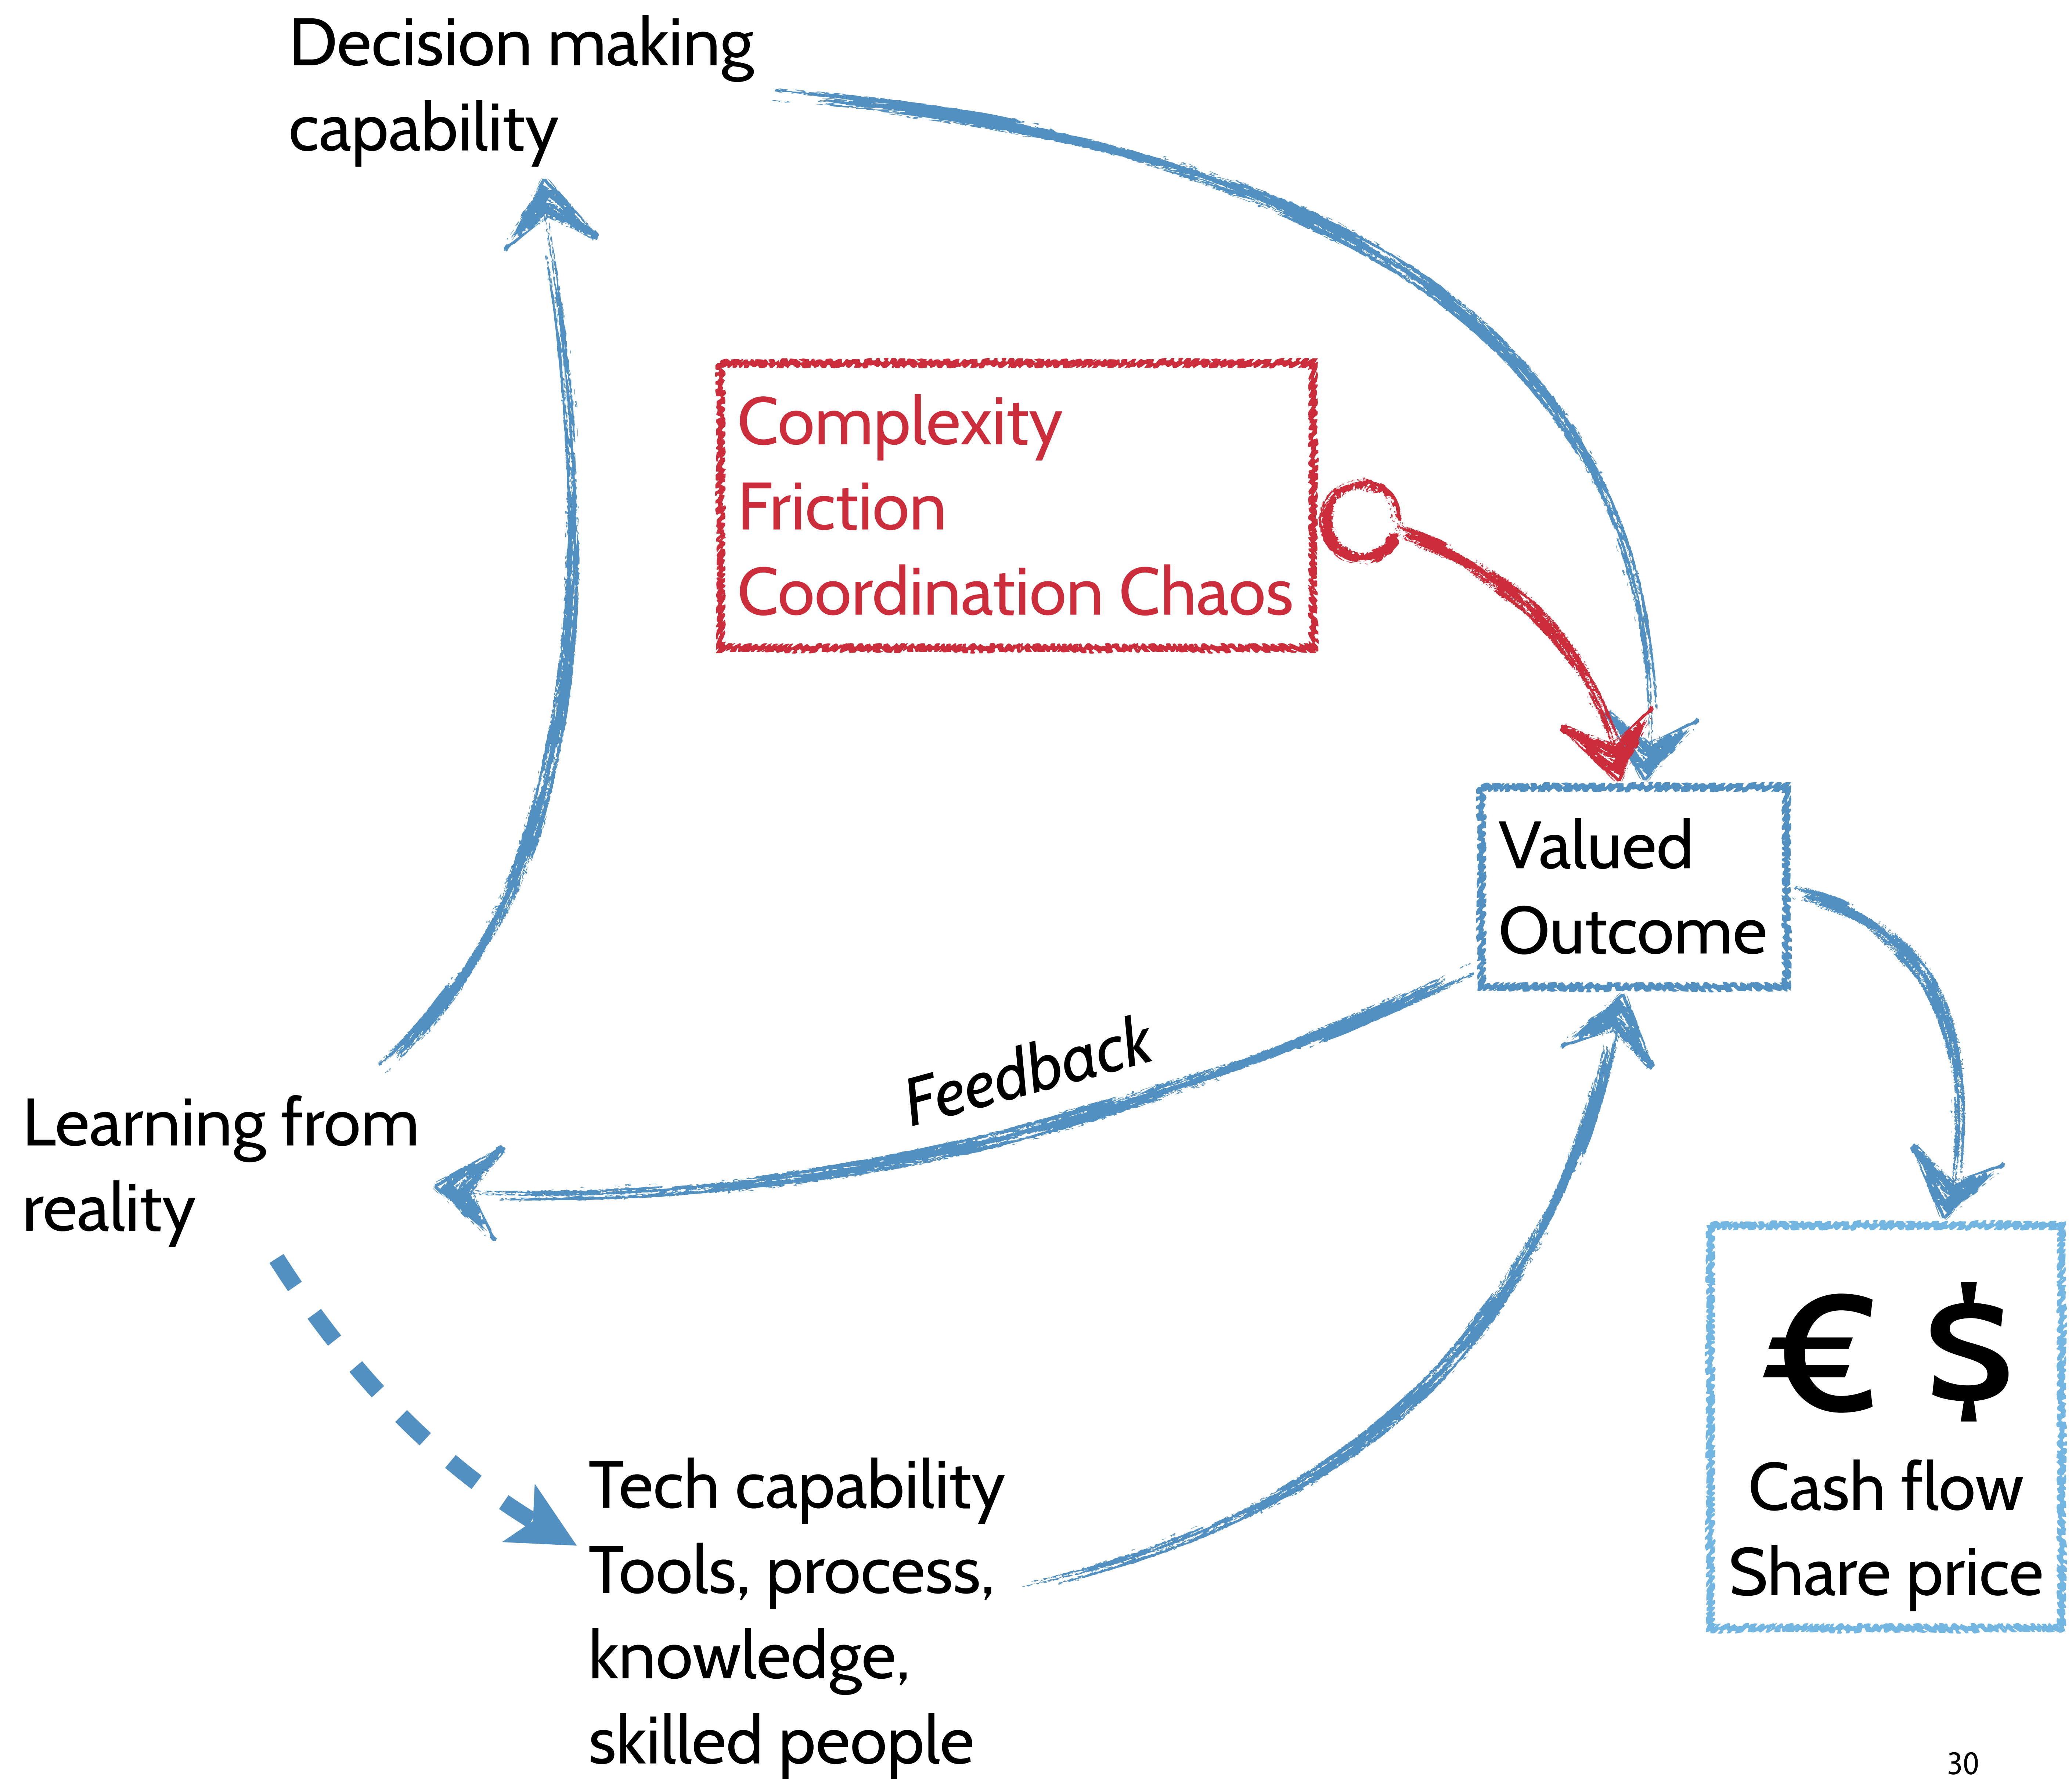 Decision making
capability
Complexity
Friction
Coordination Chaos
Valued
Outcome
Feedback
Learning from
reality
€ $
Cash flow
Share price
Tech capability
Tools, process,
knowledge,
skilled people
30